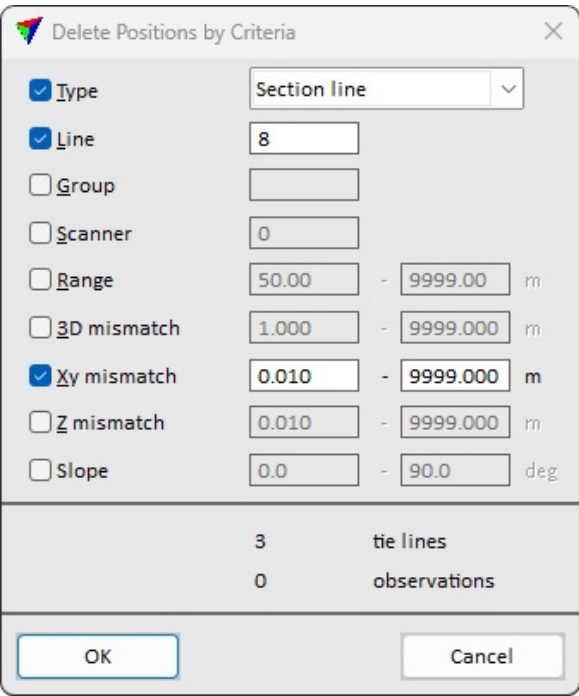 Delete Positions by Criteria
Type Section line
Line 8
Group
Scanner 0
Range 50.00 - 9999.00 m
3D mismatch 1.000 - 9999.000 m
Xy mismatch 0.010 - 9999.000 m
Z mismatch 0.010 - 9999.000 m
Slope 0.0 - 90.0 deg
3 tie lines
0 observations
OK Cancel